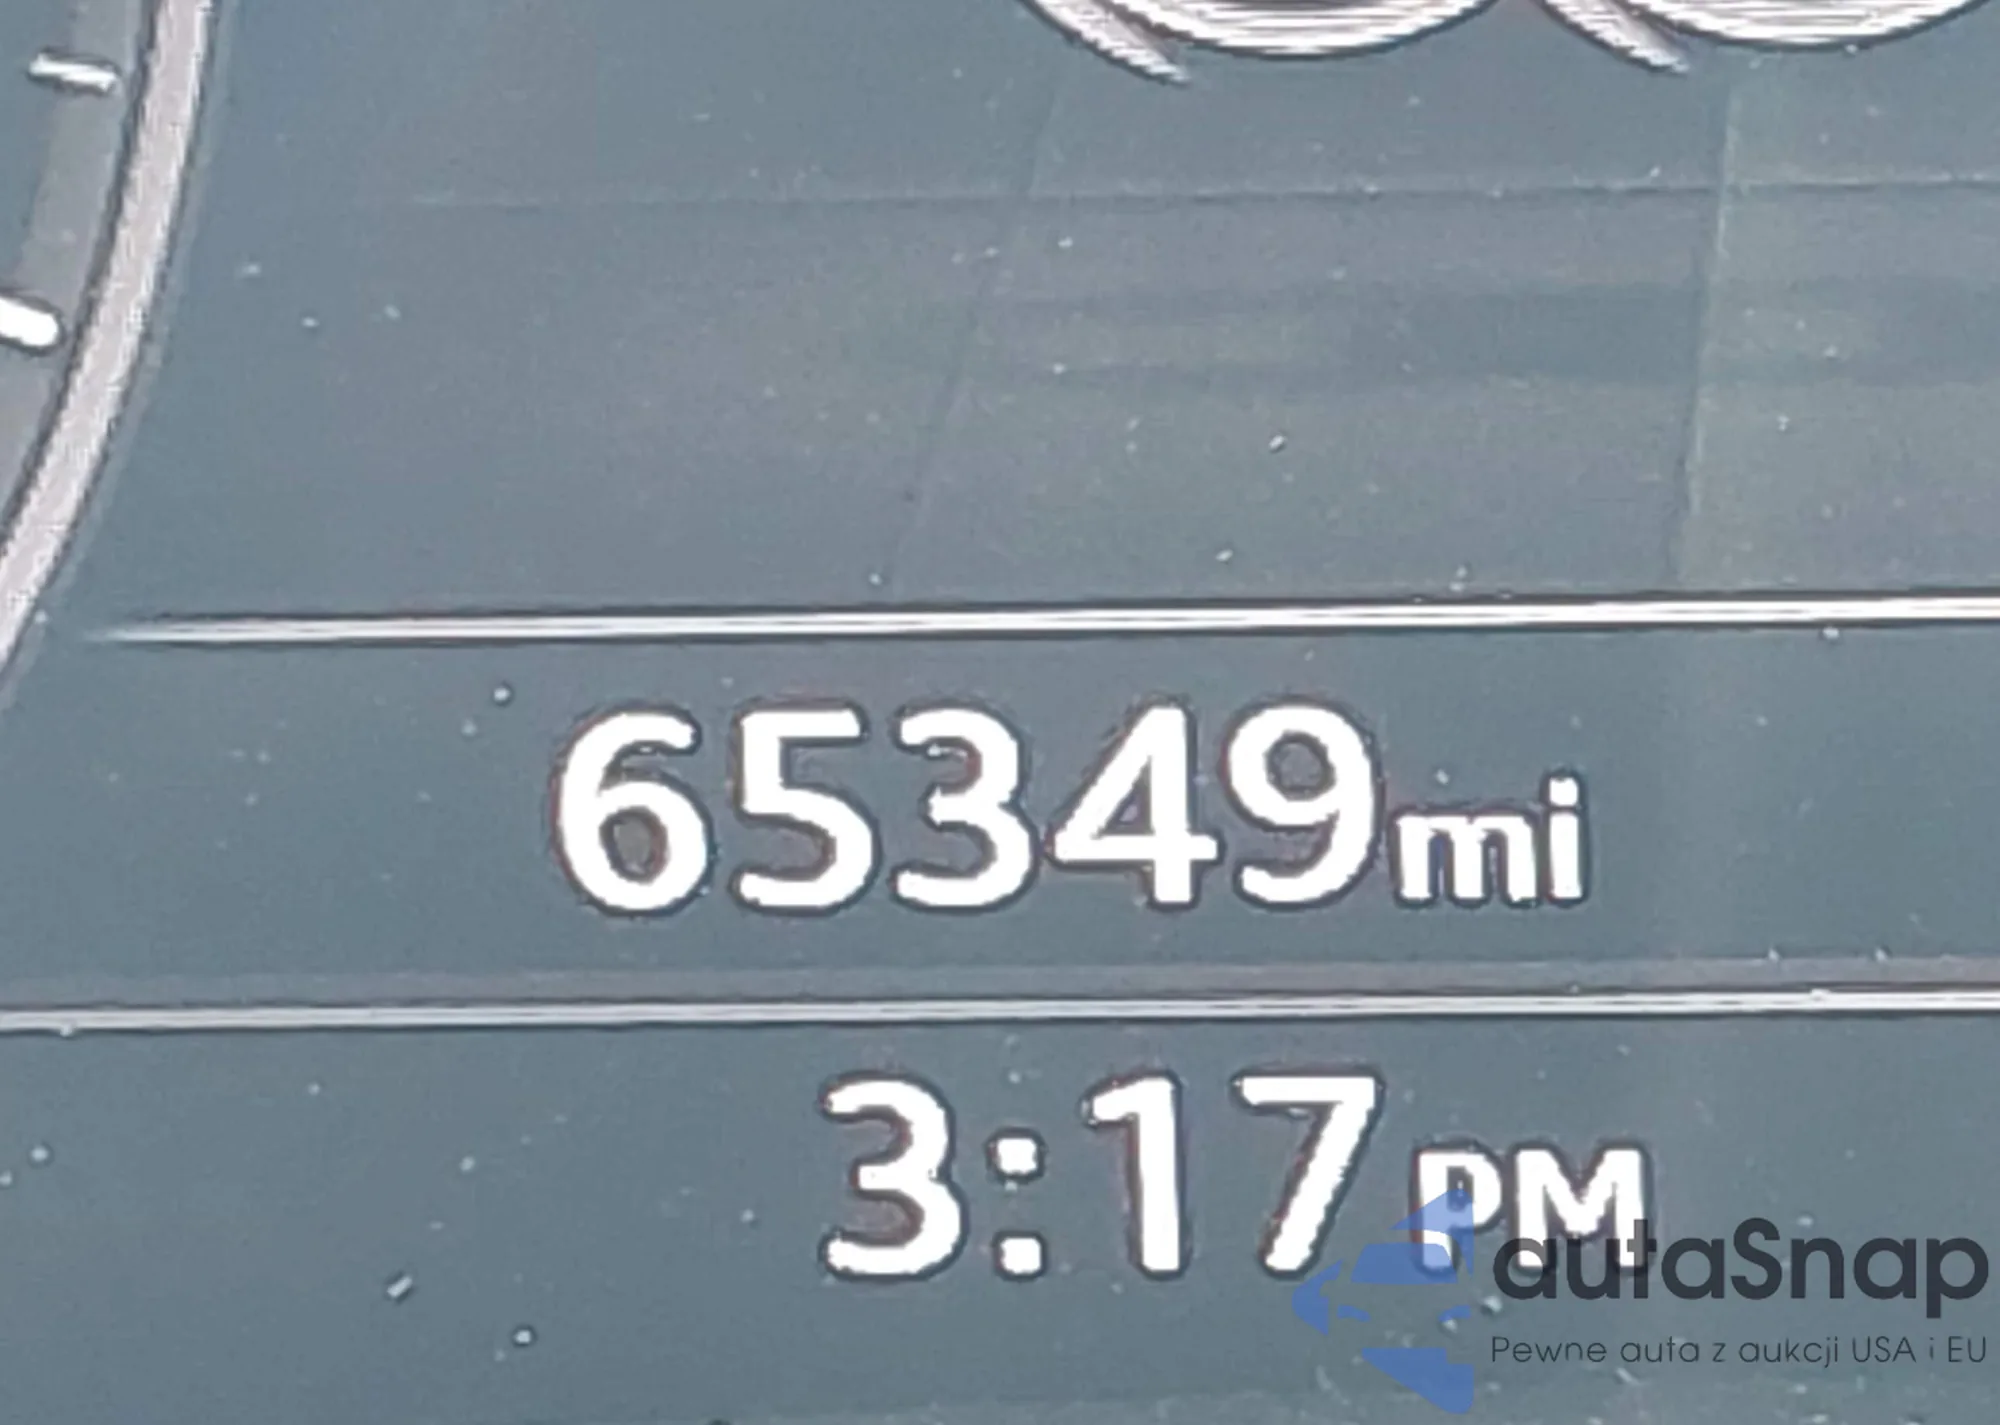 65349mi
3:17PM
autaSnap
Pewne auta z aukcji USA i EU